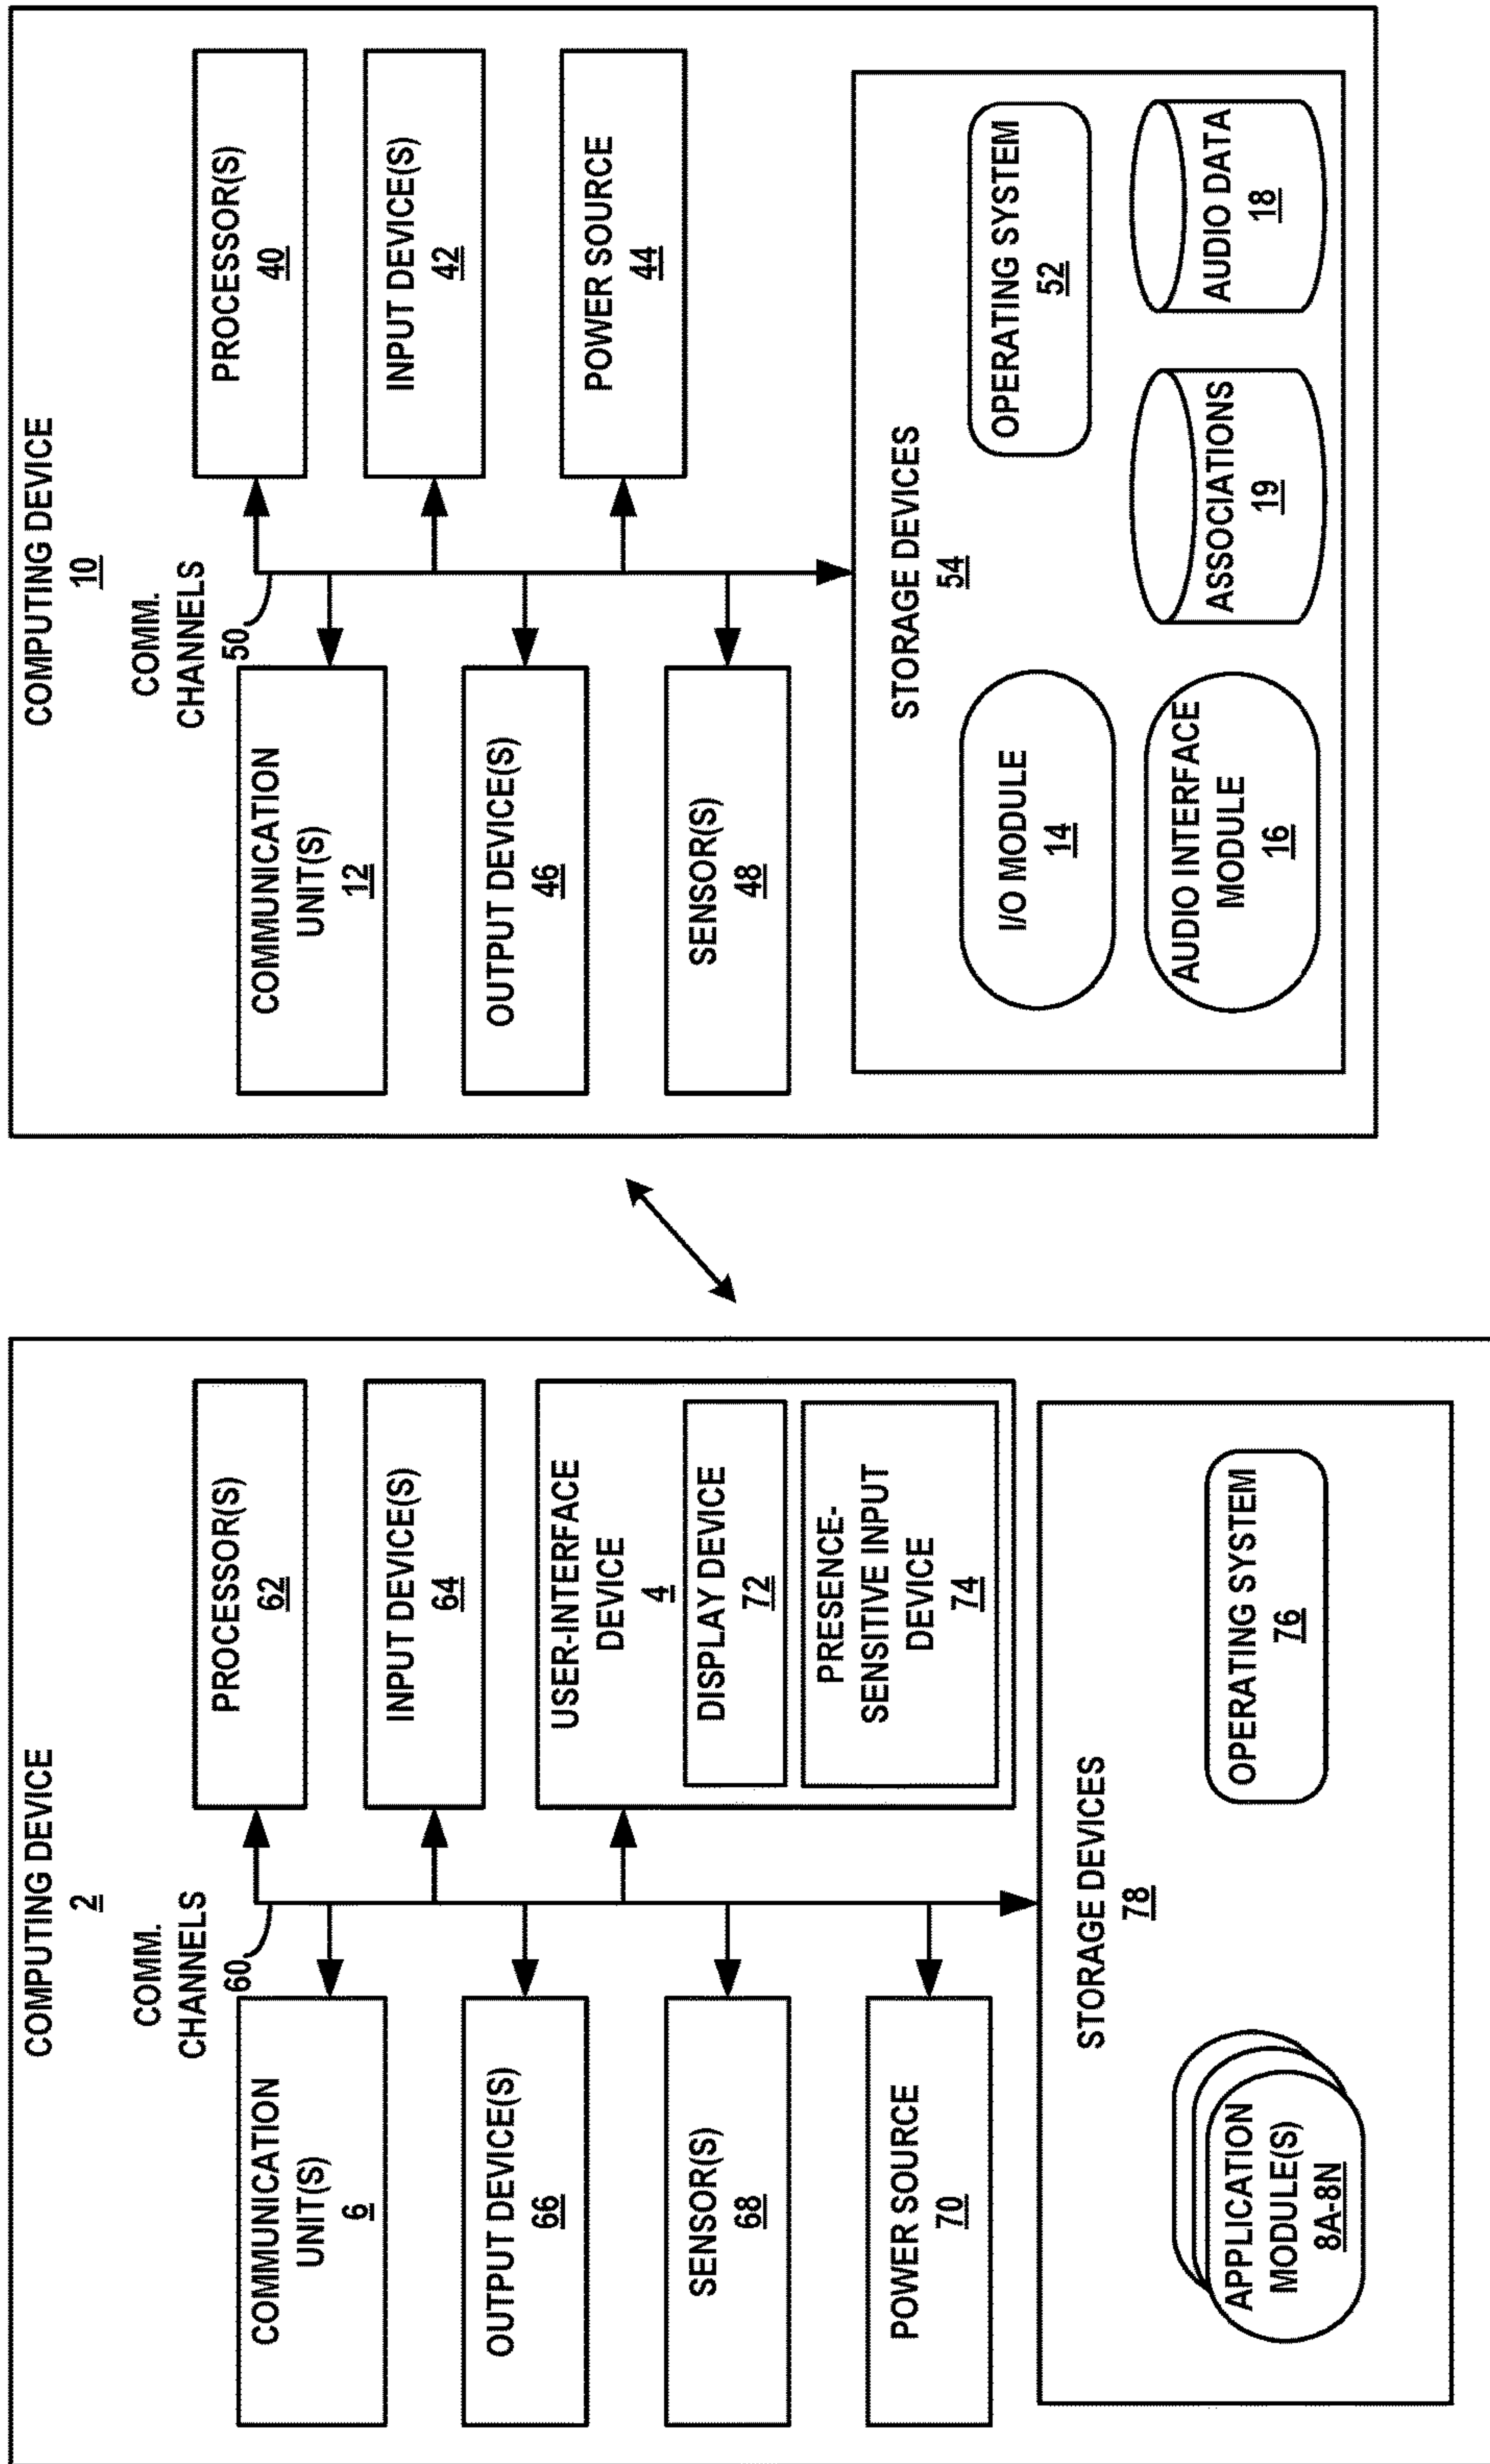 COMPUTING DEVICE
2
COMM.
CHANNELS
60
COMMUNICATION
UNIT(S)
6
PROCESSOR(S)
62
INPUT DEVICE(S)
64
OUTPUT DEVICE(S)
66
USER-INTERFACE
DEVICE
4
DISPLAY DEVICE
72
PRESENCE-
SENSITIVE INPUT
DEVICE
74
SENSOR(S)
68
POWER SOURCE
70
STORAGE DEVICES
78
APPLICATION
MODULE(S)
8A-8N
OPERATING SYSTEM
76
COMPUTING DEVICE
10
COMM.
CHANNELS
50
COMMUNICATION
UNIT(S)
12
PROCESSOR(S)
40
INPUT DEVICE(S)
42
OUTPUT DEVICE(S)
46
POWER SOURCE
44
SENSOR(S)
48
STORAGE DEVICES
54
I/O MODULE
14
OPERATING SYSTEM
52
AUDIO INTERFACE
MODULE
16
ASSOCIATIONS
19
AUDIO DATA
18